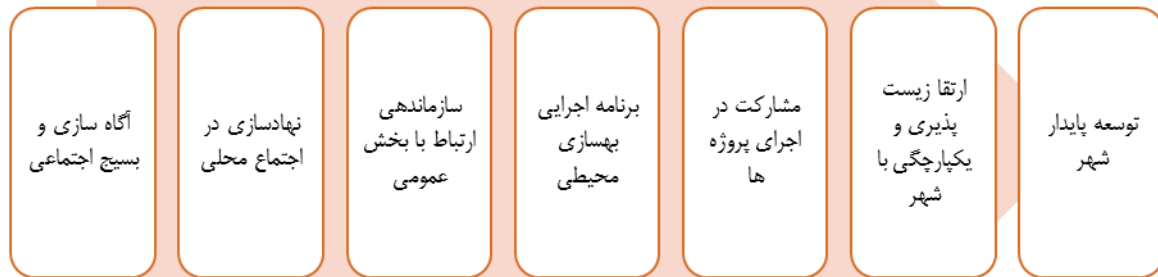 آگاه سازی و
بسیج اجتماعی
نهادسازی در
اجتماع محلی
سازماندهی
ارتباط با بخش
عمومی
برنامه اجرایی
بهسازی
محیطی
مشارکت در
اجرای پروژه
ها
ارتقا زیست
پذیری و
یکپارچگی با
شهر
توسعه پایدار
شهر